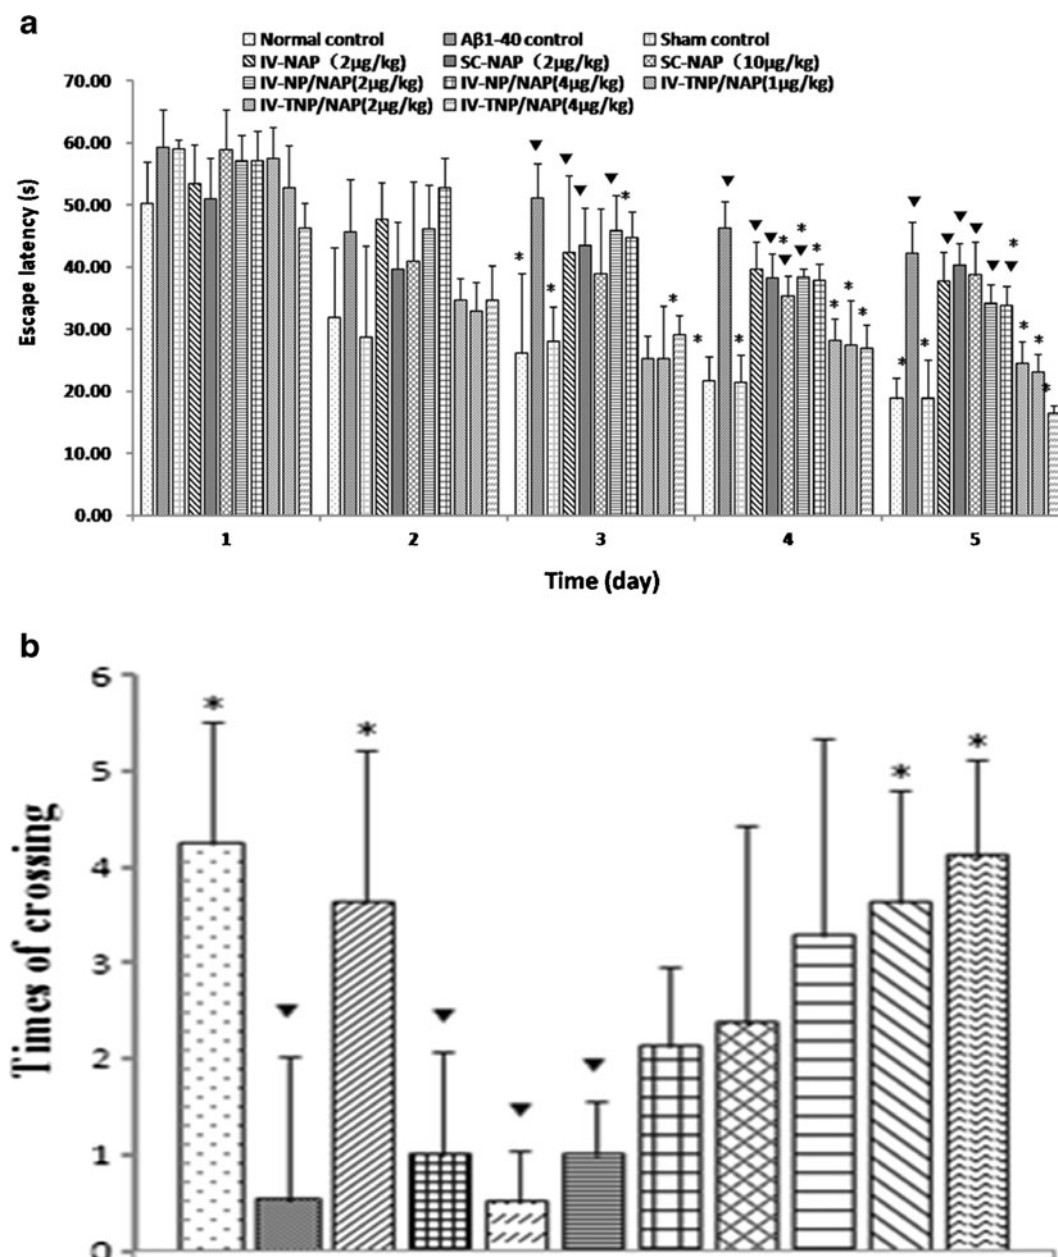 a
Normal control Aβ1-40 control Sham control
IV-NAP（2μg/kg) SC-NAP（2μg/kg) SC-NAP（10μg/kg)
IV-NP/NAP(2μg/kg) IV-NP/NAP(4μg/kg) IV-TNP/NAP(1μg/kg)
IV-TNP/NAP(2μg/kg) IV-TNP/NAP(4μg/kg)
70.00
60.00
50.00
40.00
30.00
20.00
10.00
0.00
Escape latency (s)
1 2 3 4 5
Time (day)
b
6
5
4
3
2
1
0
Times of crossing